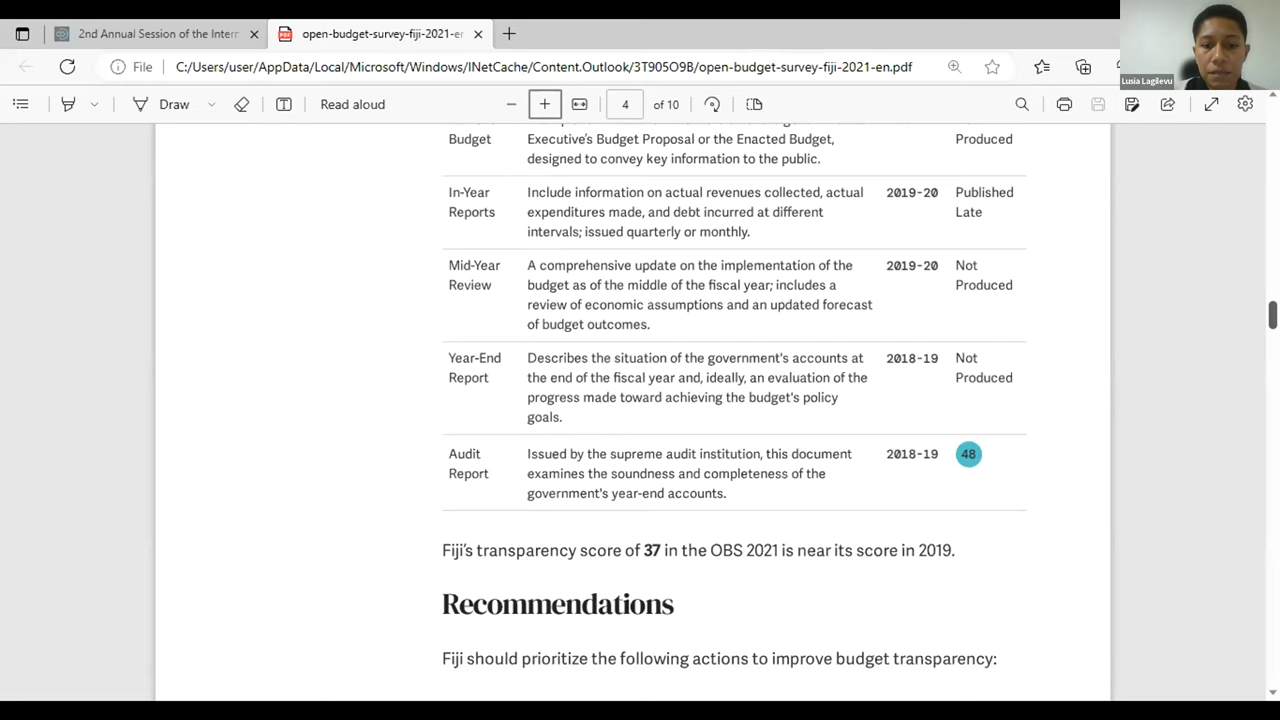 2nd Annual Session of the Intern
open-budget-survey-fiji-2021-en
File
C:/Users/user/AppData/Local/Microsoft/Windows/INetCache/Content.Outlook/3T905O9B/open-budget-survey-fiji-2021-en.pdf
Lusia Lagilevu
Draw
Read aloud
4
of 10
Budget
Executive's Budget Proposal or the Enacted Budget,
designed to convey key information to the public.
Produced
In-Year
Reports
Include information on actual revenues collected, actual
expenditures made, and debt incurred at different
intervals; issued quarterly or monthly.
2019-20
Published
Late
Mid-Year
Review
A comprehensive update on the implementation of the
budget as of the middle of the fiscal year; includes a
review of economic assumptions and an updated forecast
of budget outcomes.
2019-20
Not
Produced
Year-End
Report
Describes the situation of the government's accounts at
the end of the fiscal year and, ideally, an evaluation of the
progress made toward achieving the budget's policy
goals.
2018-19
Not
Produced
Audit
Report
Issued by the supreme audit institution, this document
examines the soundness and completeness of the
government's year-end accounts.
2018-19
48
Fiji's transparency score of 37 in the OBS 2021 is near its score in 2019.
Recommendations
Fiji should prioritize the following actions to improve budget transparency: